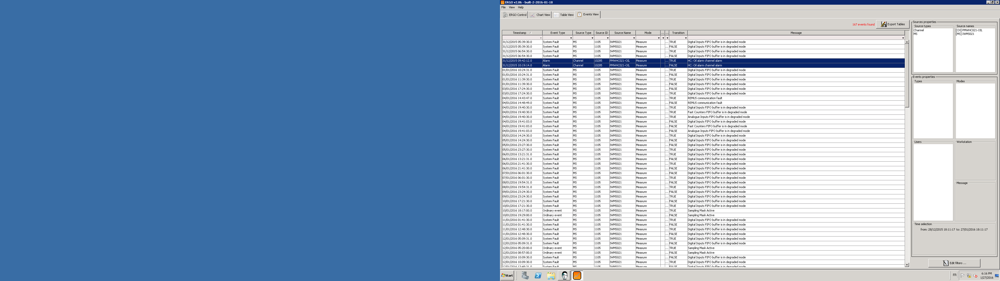 ERGO v2.06 - built-2-2016-01-18
File View Help
ERGO Control Chart View Table View Events View
167 events found Export Tables
Timestamp Event Type Source Type Source ID Source Name Mode ... ... Transition Message
31/12/2015 05:39:30.0 System Fault MS 1105 IWMS021 Measure ... TRUE Digital Inputs FIFO buffer is in degraded mode
31/12/2015 05:39:30.0 System Fault MS 1105 IWMS021 Measure ... FALSE Digital Inputs FIFO buffer is in degraded mode
31/12/2015 06:54:30.0 System Fault MS 1105 IWMS021 Measure ... TRUE Digital Inputs FIFO buffer is in degraded mode
31/12/2015 06:54:30.0 System Fault MS 1105 IWMS021 Measure ... FALSE Digital Inputs FIFO buffer is in degraded mode
31/12/2015 09:42:12.0 Alarm Channel 10285 PMWHC021-OIL Measure ... TRUE HC: Oil alarm channel alarm
31/12/2015 10:19:14.0 Alarm Channel 10285 PMWHC021-OIL Measure ... FALSE HC: Oil alarm channel alarm
01/01/2016 10:24:31.0 System Fault MS 1105 IWMS021 Measure ... TRUE Digital Inputs FIFO buffer is in degraded mode
01/01/2016 10:24:31.0 System Fault MS 1105 IWMS021 Measure ... FALSE Digital Inputs FIFO buffer is in degraded mode
01/01/2016 11:39:30.0 System Fault MS 1105 IWMS021 Measure ... TRUE Digital Inputs FIFO buffer is in degraded mode
01/01/2016 11:39:30.0 System Fault MS 1105 IWMS021 Measure ... FALSE Digital Inputs FIFO buffer is in degraded mode
03/01/2016 17:24:30.0 System Fault MS 1105 IWMS021 Measure ... FALSE Digital Inputs FIFO buffer is in degraded mode
03/01/2016 17:24:30.0 System Fault MS 1105 IWMS021 Measure ... TRUE Digital Inputs FIFO buffer is in degraded mode
04/01/2016 14:43:47.0 System Fault MS 1105 IWMS021 Measure ... TRUE REMUS communication fault
04/01/2016 14:48:49.0 System Fault MS 1105 IWMS021 Measure ... FALSE REMUS communication fault
04/01/2016 19:40:30.0 System Fault MS 1105 IWMS021 Measure ... TRUE Digital Inputs FIFO buffer is in degraded mode
04/01/2016 19:40:30.0 System Fault MS 1105 IWMS021 Measure ... TRUE Fast Counters FIFO buffer is in degraded mode
04/01/2016 19:40:30.0 System Fault MS 1105 IWMS021 Measure ... TRUE Analogue Inputs FIFO buffer is in degraded mode
04/01/2016 19:41:03.0 System Fault MS 1105 IWMS021 Measure ... FALSE Digital Inputs FIFO buffer is in degraded mode
04/01/2016 19:41:03.0 System Fault MS 1105 IWMS021 Measure ... FALSE Fast Counters FIFO buffer is in degraded mode
04/01/2016 19:41:03.0 System Fault MS 1105 IWMS021 Measure ... FALSE Analogue Inputs FIFO buffer is in degraded mode
05/01/2016 14:24:30.0 System Fault MS 1105 IWMS021 Measure ... TRUE Digital Inputs FIFO buffer is in degraded mode
05/01/2016 14:24:30.0 System Fault MS 1105 IWMS021 Measure ... FALSE Digital Inputs FIFO buffer is in degraded mode
05/01/2016 23:27:30.0 System Fault MS 1105 IWMS021 Measure ... FALSE Digital Inputs FIFO buffer is in degraded mode
05/01/2016 23:27:30.0 System Fault MS 1105 IWMS021 Measure ... TRUE Digital Inputs FIFO buffer is in degraded mode
06/01/2016 13:21:31.0 System Fault MS 1105 IWMS021 Measure ... TRUE Digital Inputs FIFO buffer is in degraded mode
06/01/2016 13:21:31.0 System Fault MS 1105 IWMS021 Measure ... FALSE Digital Inputs FIFO buffer is in degraded mode
06/01/2016 21:41:30.0 System Fault MS 1105 IWMS021 Measure ... TRUE Digital Inputs FIFO buffer is in degraded mode
06/01/2016 21:41:30.0 System Fault MS 1105 IWMS021 Measure ... FALSE Digital Inputs FIFO buffer is in degraded mode
07/01/2016 06:01:30.0 System Fault MS 1105 IWMS021 Measure ... FALSE Digital Inputs FIFO buffer is in degraded mode
07/01/2016 06:01:30.0 System Fault MS 1105 IWMS021 Measure ... TRUE Digital Inputs FIFO buffer is in degraded mode
08/01/2016 19:54:31.0 System Fault MS 1105 IWMS021 Measure ... FALSE Digital Inputs FIFO buffer is in degraded mode
08/01/2016 19:54:31.0 System Fault MS 1105 IWMS021 Measure ... TRUE Digital Inputs FIFO buffer is in degraded mode
09/01/2016 23:24:30.0 System Fault MS 1105 IWMS021 Measure ... FALSE Digital Inputs FIFO buffer is in degraded mode
09/01/2016 23:24:30.0 System Fault MS 1105 IWMS021 Measure ... TRUE Digital Inputs FIFO buffer is in degraded mode
10/01/2016 17:21:30.0 System Fault MS 1105 IWMS021 Measure ... FALSE Digital Inputs FIFO buffer is in degraded mode
10/01/2016 17:21:30.0 System Fault MS 1105 IWMS021 Measure ... TRUE Digital Inputs FIFO buffer is in degraded mode
10/01/2016 18:17:00.0 Ordinary event MS 1105 IWMS021 Measure ... TRUE Sampling Mask Active
10/01/2016 19:29:00.0 Ordinary event MS 1105 IWMS021 Measure ... FALSE Sampling Mask Active
11/01/2016 01:41:30.0 System Fault MS 1105 IWMS021 Measure ... TRUE Digital Inputs FIFO buffer is in degraded mode
11/01/2016 01:41:30.0 System Fault MS 1105 IWMS021 Measure ... FALSE Digital Inputs FIFO buffer is in degraded mode
11/01/2016 12:48:30.0 System Fault MS 1105 IWMS021 Measure ... TRUE Digital Inputs FIFO buffer is in degraded mode
11/01/2016 12:48:30.0 System Fault MS 1105 IWMS021 Measure ... FALSE Digital Inputs FIFO buffer is in degraded mode
12/01/2016 05:09:31.0 System Fault MS 1105 IWMS021 Measure ... TRUE Digital Inputs FIFO buffer is in degraded mode
12/01/2016 05:09:31.0 System Fault MS 1105 IWMS021 Measure ... FALSE Digital Inputs FIFO buffer is in degraded mode
12/01/2016 05:20:00.0 Ordinary event MS 1105 IWMS021 Measure ... TRUE Sampling Mask Active
12/01/2016 08:57:00.0 Ordinary event MS 1105 IWMS021 Measure ... FALSE Sampling Mask Active
12/01/2016 10:09:30.0 System Fault MS 1105 IWMS021 Measure ... FALSE Digital Inputs FIFO buffer is in degraded mode
12/01/2016 10:09:30.0 System Fault MS 1105 IWMS021 Measure ... TRUE Digital Inputs FIFO buffer is in degraded mode
12/01/2016 13:48:31.0 System Fault MS 1105 IWMS021 Measure ... FALSE Digital Inputs FIFO buffer is in degraded mode
Sources properties
Source types Source names
Channel [CH] PMWHC021-OIL
MS [MS] IWMS021
Events properties
Types Modes
Users Workstation
Message
Time selection
from: 28/12/2015 18:11:17 to: 27/01/2016 18:11:17
Edit filters ...
Start
FR
6:16 PM
1/27/2016